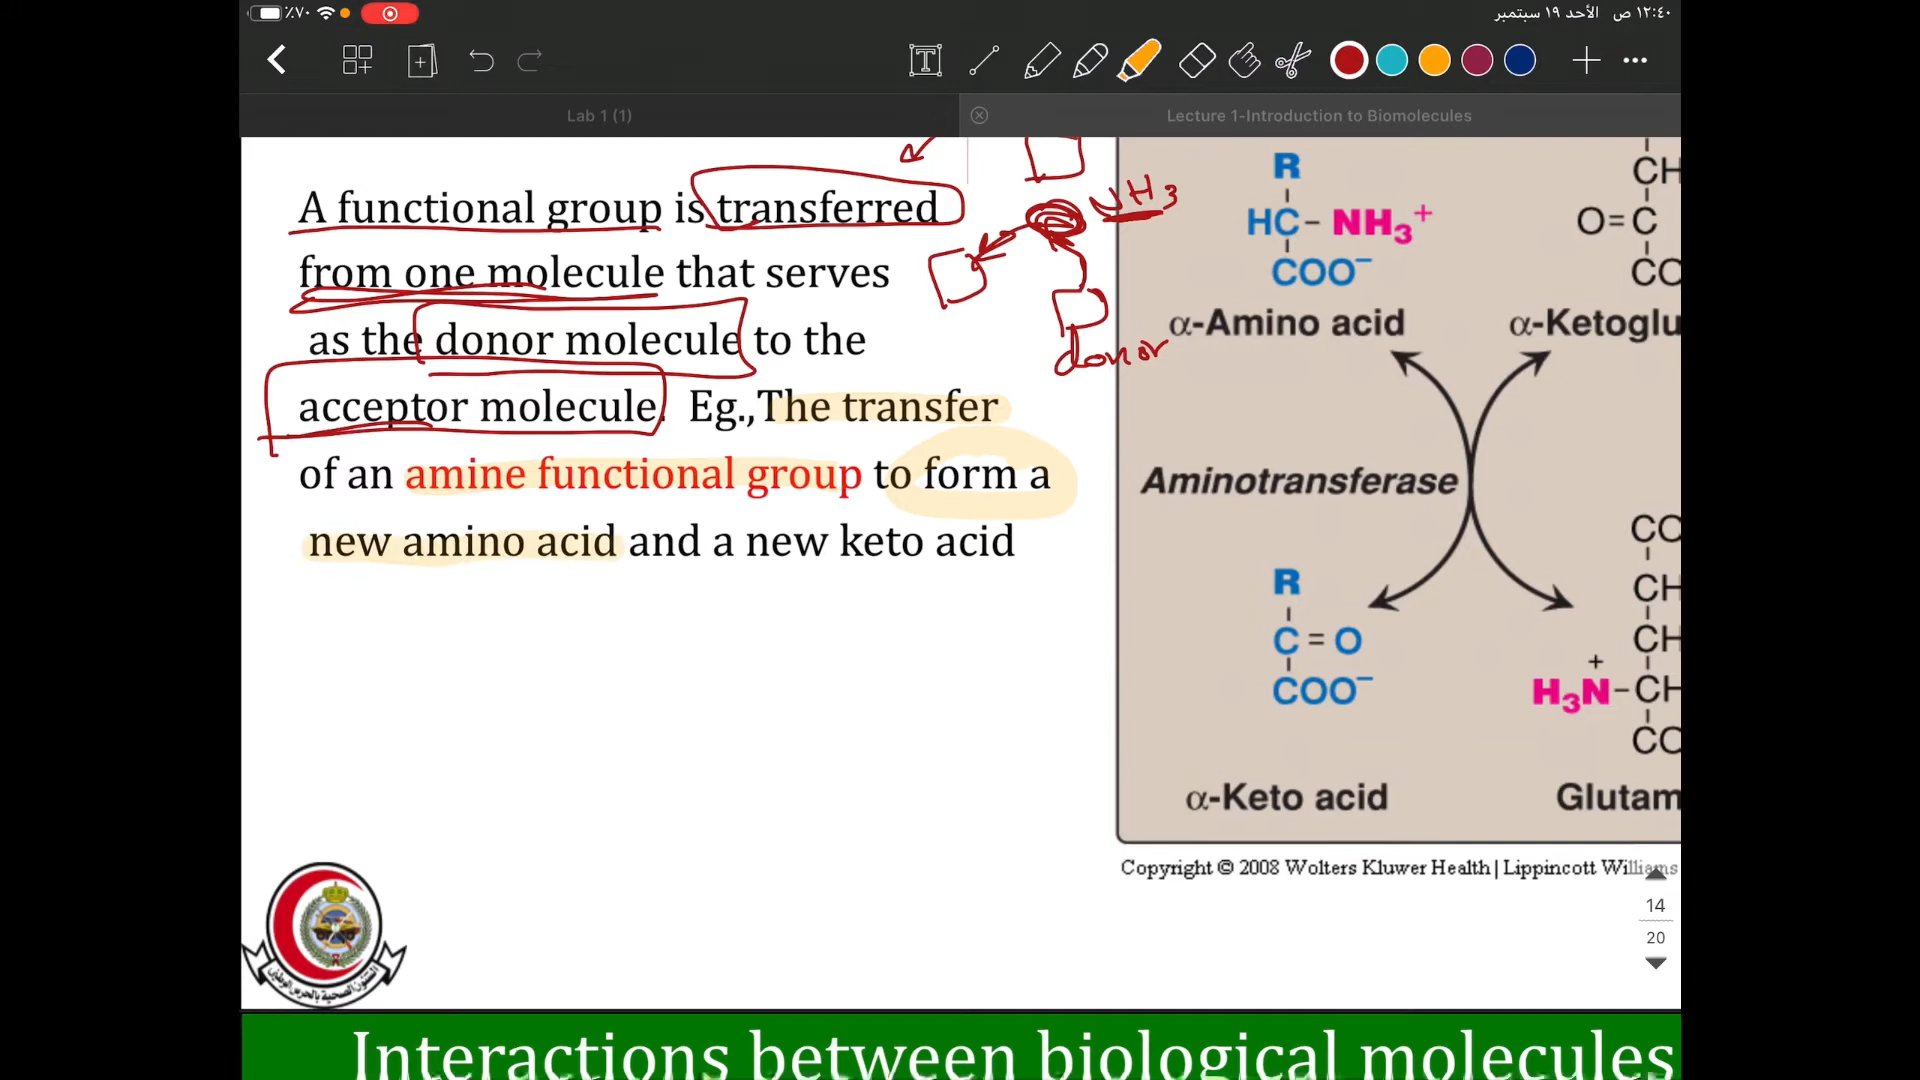 ٪٧٠
١٢:٤٠ ص الأحد ١٩ سبتمبر
Lab 1 (1)
Lecture 1-Introduction to Biomolecules
A functional group is transferred
from one molecule that serves
as the donor molecule to the
acceptor molecule. Eg.,The transfer
of an amine functional group to form a
new amino acid and a new keto acid
NH3
donor
R
HC – NH3+
COO–
α-Amino acid
CH
O=C
CO
α-Ketoglu
Aminotransferase
R
C = O
COO–
α-Keto acid
CO
CH
CH
+
H3N–CH
CO
Glutam
Copyright © 2008 Wolters Kluwer Health | Lippincott Williams
14
20
الشئون الصحية بالحرس الوطني
Interactions between biological molecules